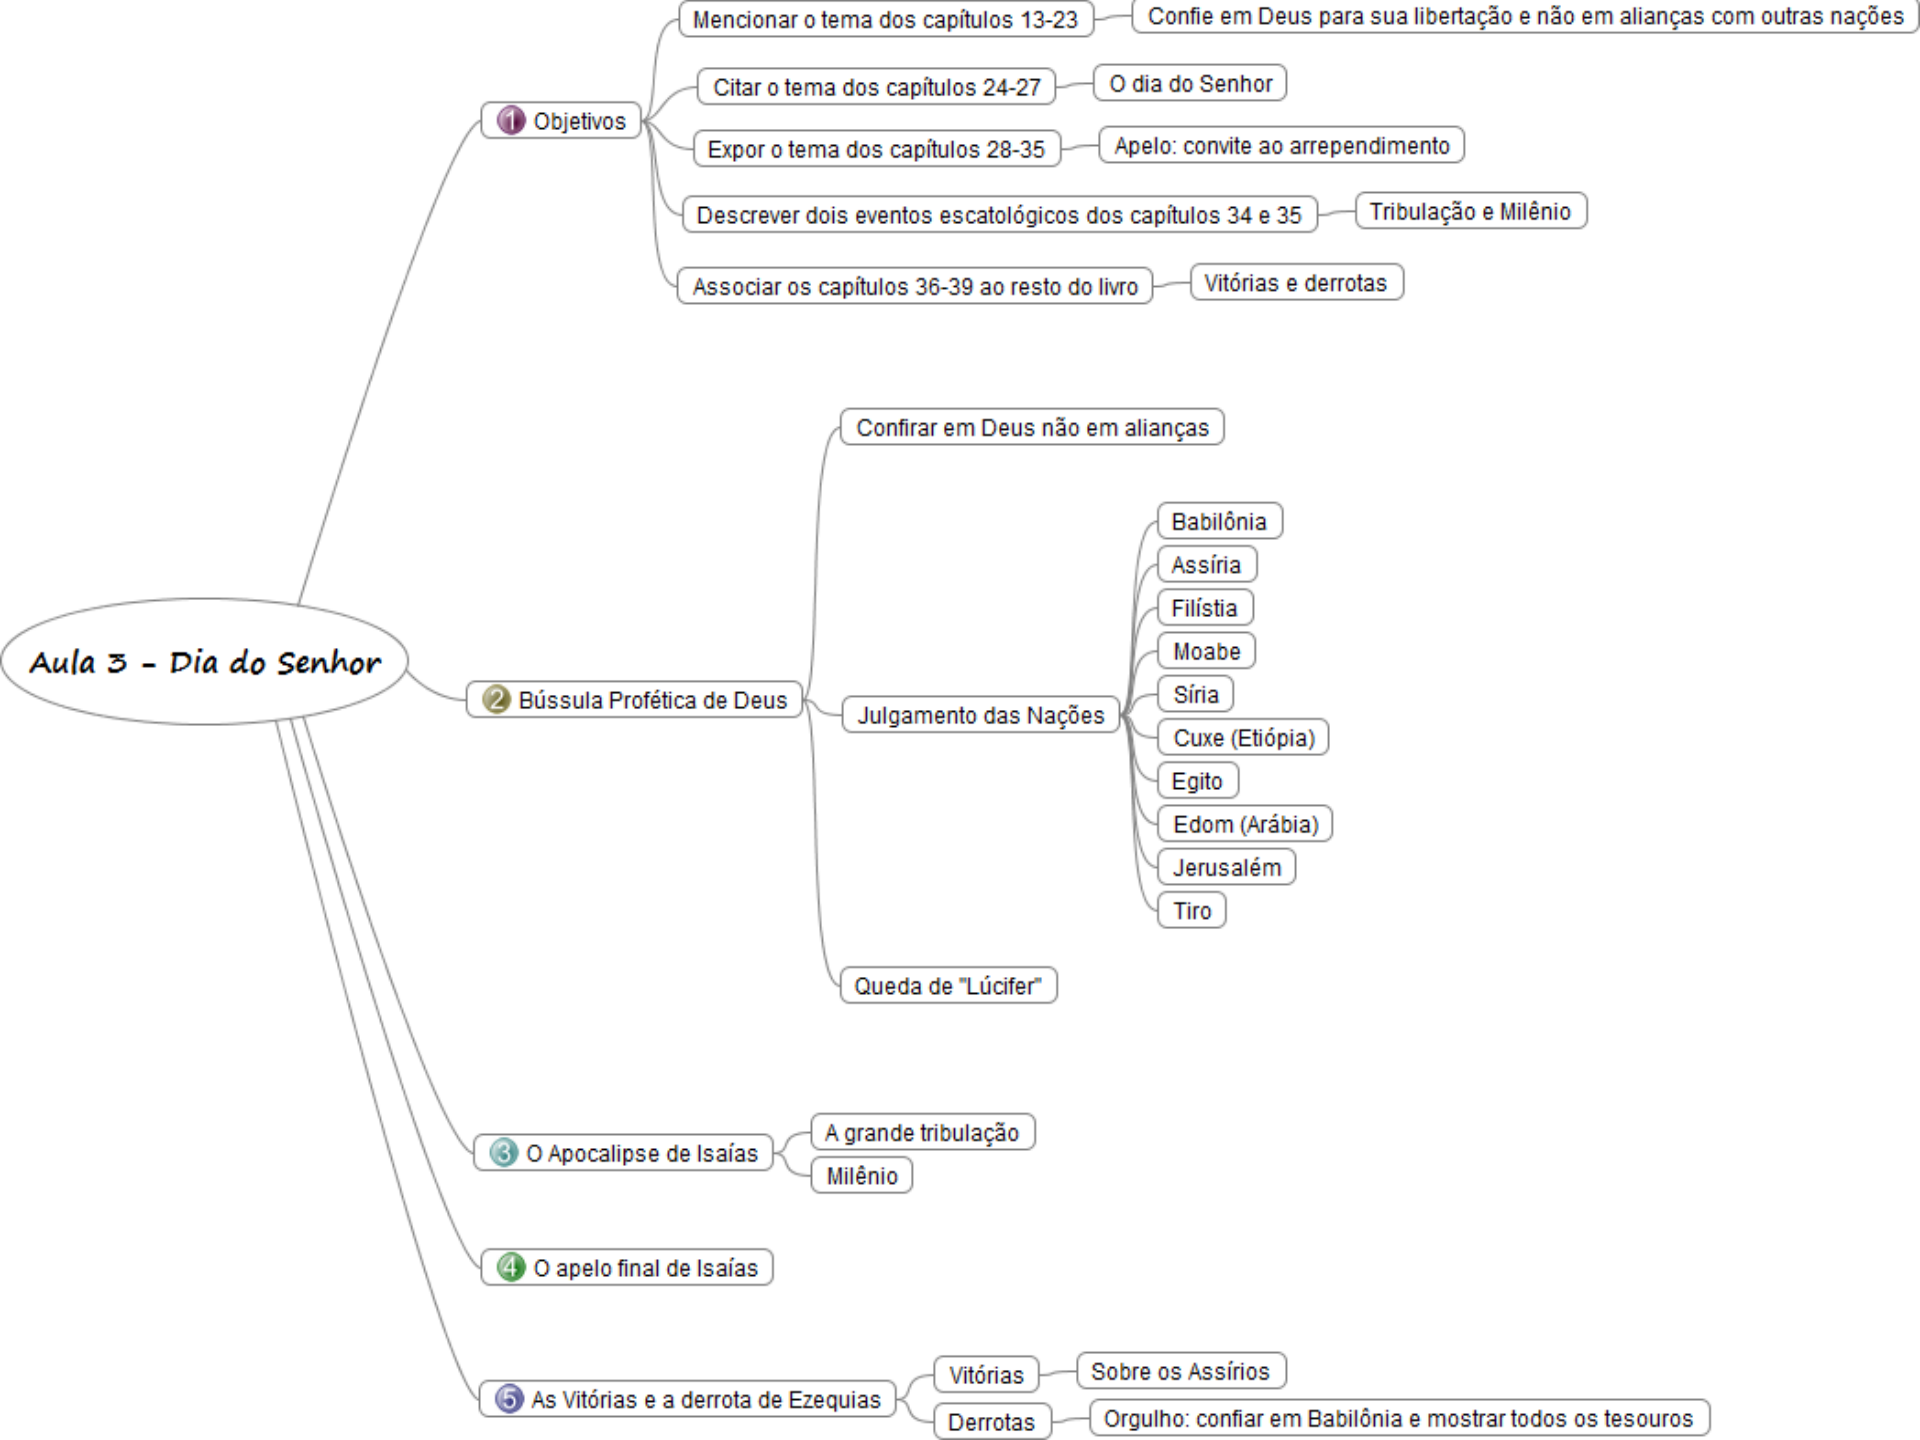 Aula 3 - Dia do Senhor
1 Objetivos
Mencionar o tema dos capítulos 13-23
Confie em Deus para sua libertação e não em alianças com outras nações
Citar o tema dos capítulos 24-27
O dia do Senhor
Expor o tema dos capítulos 28-35
Apelo: convite ao arrependimento
Descrever dois eventos escatológicos dos capítulos 34 e 35
Tribulação e Milênio
Associar os capítulos 36-39 ao resto do livro
Vitórias e derrotas
2 Bússula Profética de Deus
Confirar em Deus não em alianças
Julgamento das Nações
Babilônia
Assíria
Filístia
Moabe
Síria
Cuxe (Etiópia)
Egito
Edom (Arábia)
Jerusalém
Tiro
Queda de "Lúcifer"
3 O Apocalipse de Isaías
A grande tribulação
Milênio
4 O apelo final de Isaías
5 As Vitórias e a derrota de Ezequias
Vitórias
Sobre os Assírios
Derrotas
Orgulho: confiar em Babilônia e mostrar todos os tesouros